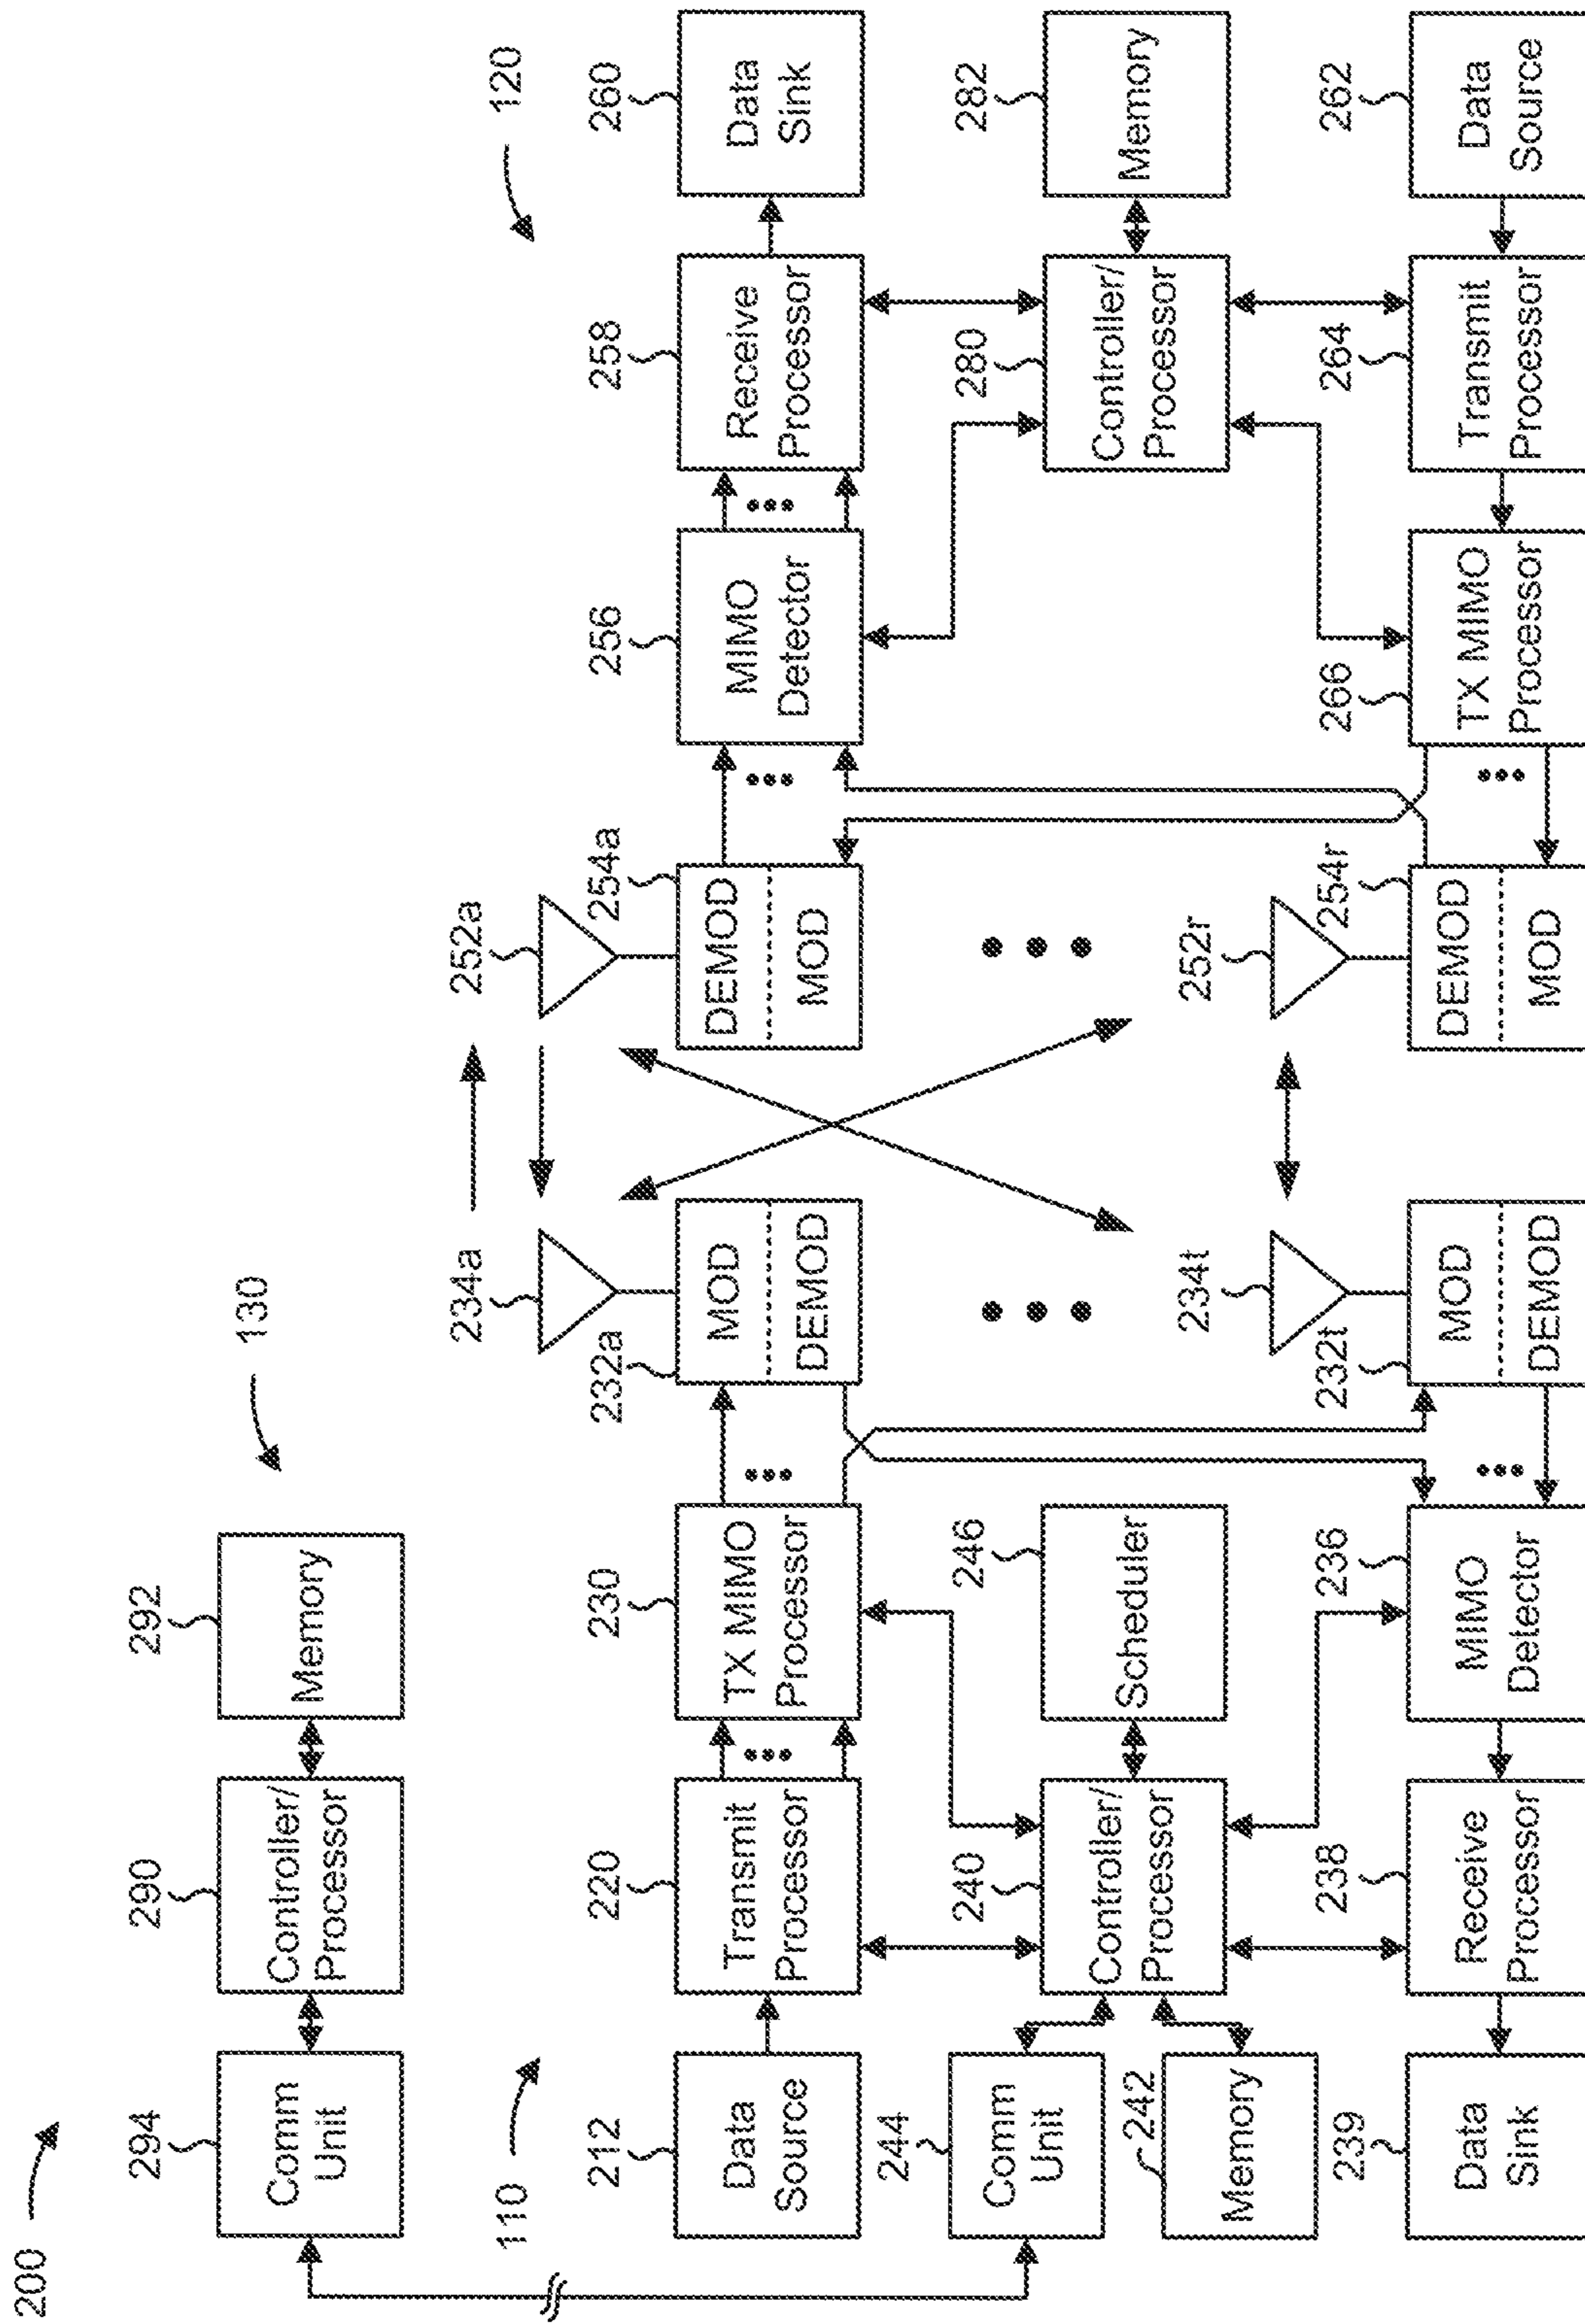 200
130
294
Comm
Unit
290
Controller/
Processor
292
Memory
110
120
212
Data
Source
220
Transmit
Processor
230
TX MIMO
Processor
232a
MOD
DEMOD
234a
252a
254a
DEMOD
MOD
256
MIMO
Detector
258
Receive
Processor
260
Data
Sink
244
Comm
Unit
242
Memory
240
Controller/
Processor
246
Scheduler
280
Controller/
Processor
282
Memory
239
Data
Sink
238
Receive
Processor
236
MIMO
Detector
232t
MOD
DEMOD
234t
252r
254r
DEMOD
MOD
266
TX MIMO
Processor
264
Transmit
Processor
262
Data
Source